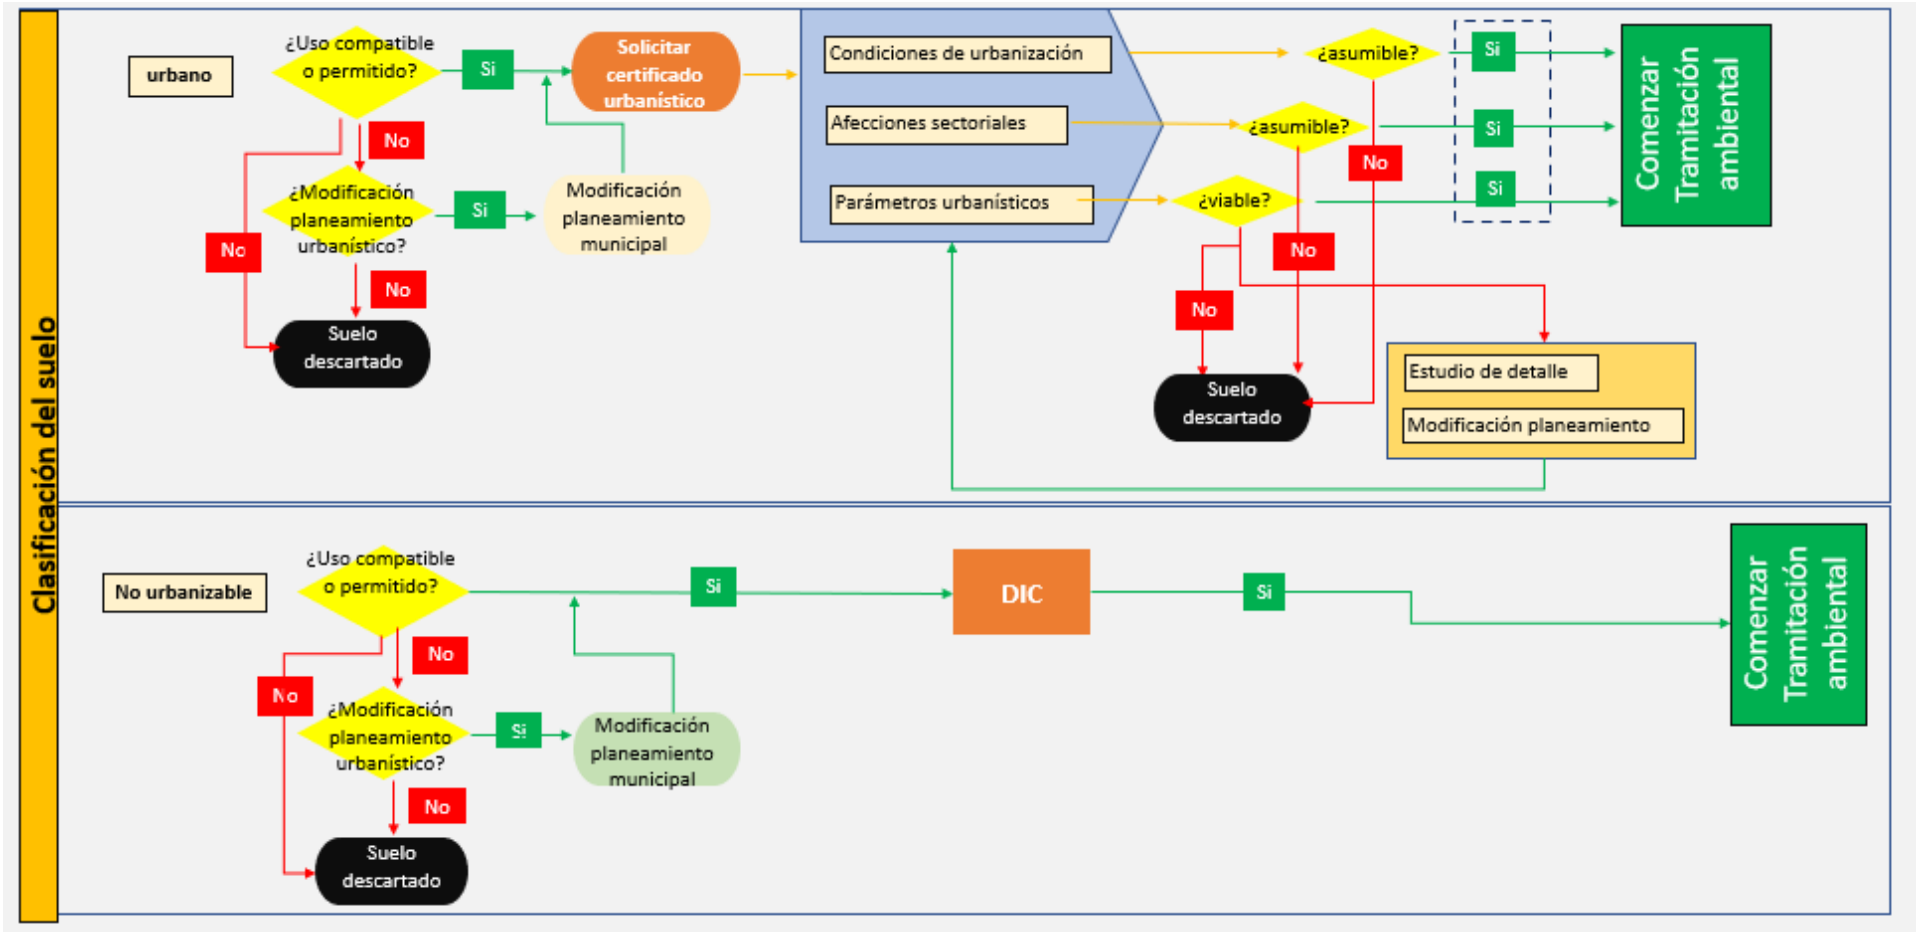 Clasificación del suelo
urbano
¿Uso compatible
o permitido?
Si
Solicitar
certificado
urbanístico
No
No
¿Modificación
planeamiento
urbanístico?
Si
Modificación
planeamiento
municipal
No
Suelo
descartado
Condiciones de urbanización
¿asumible?
Si
Afecciones sectoriales
¿asumible?
Si
No
Parámetros urbanísticos
¿viable?
Si
No
No
Suelo
descartado
Estudio de detalle
Modificación planeamiento
Comenzar
Tramitación
ambiental
No urbanizable
¿Uso compatible
o permitido?
Si
DIC
Si
No
No
¿Modificación
planeamiento
urbanístico?
Si
Modificación
planeamiento
municipal
No
Suelo
descartado
Comenzar
Tramitación
ambiental